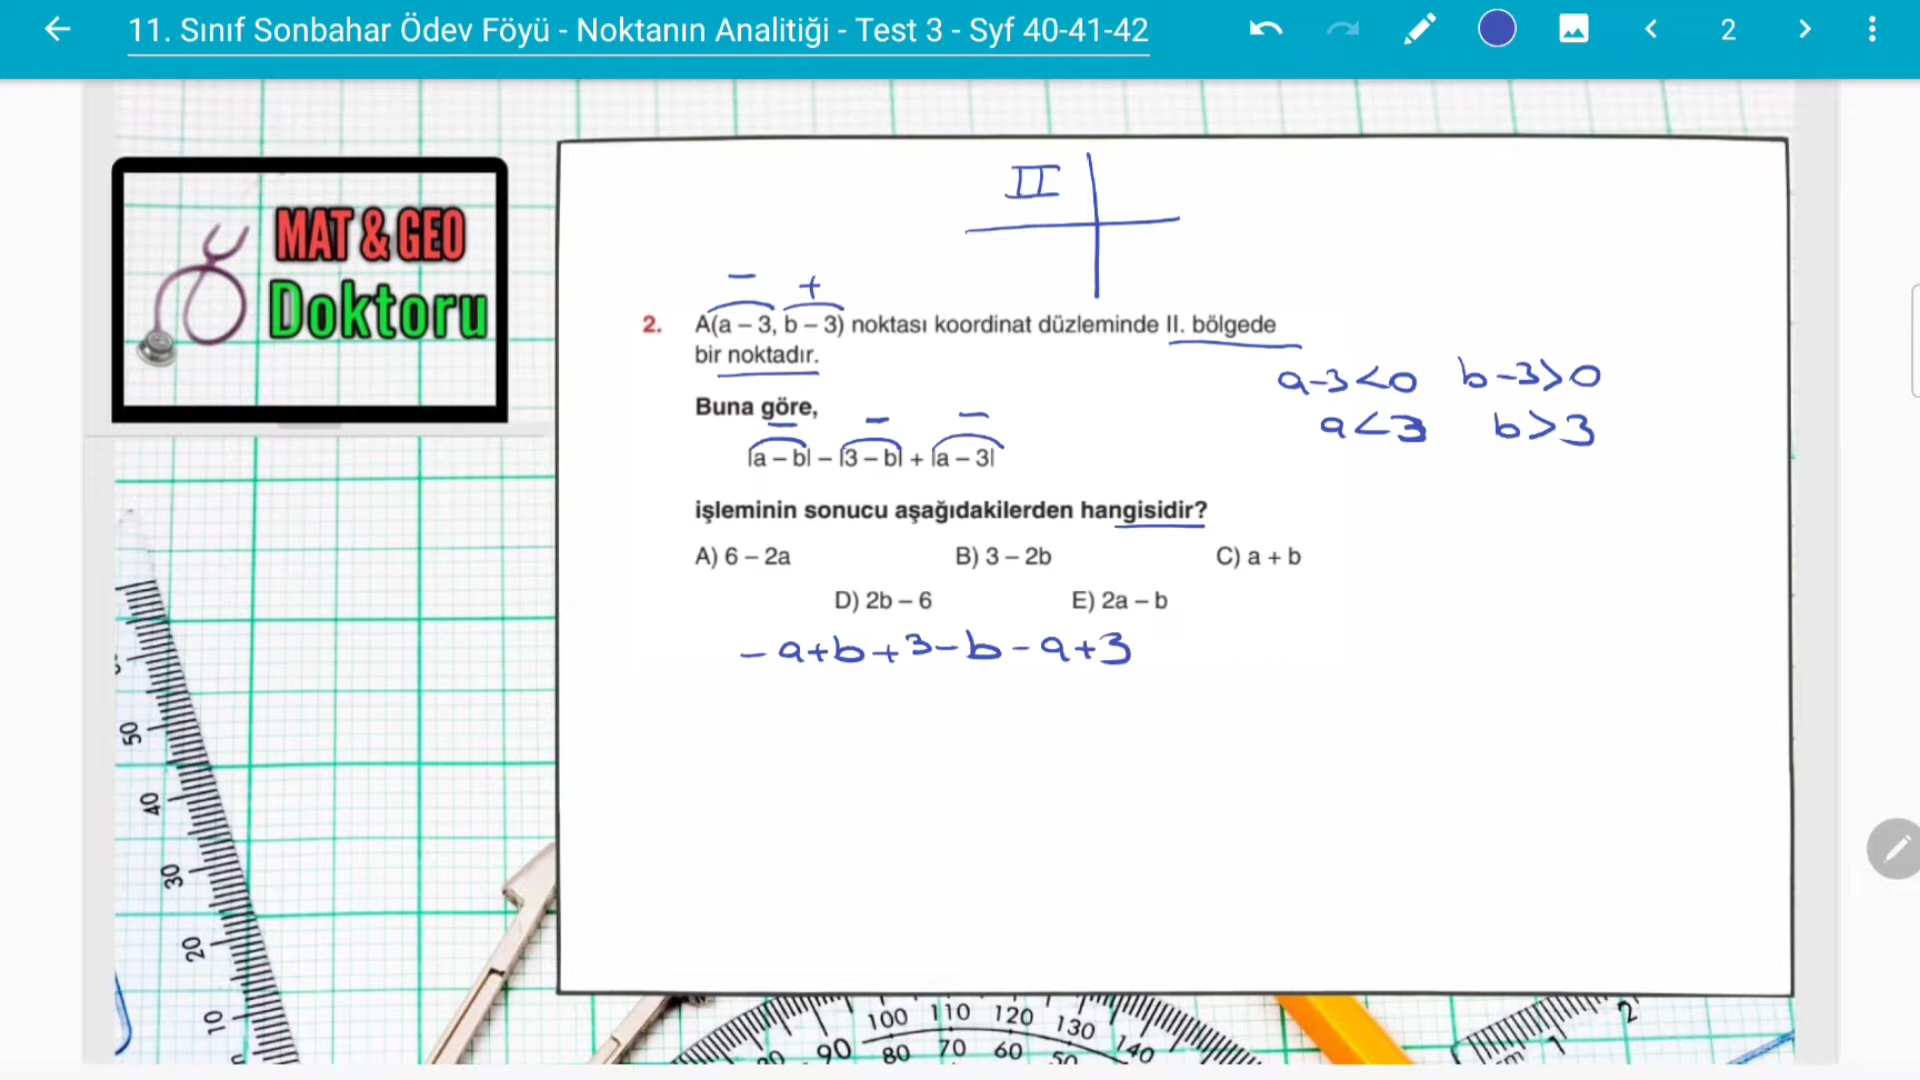 11. Sınıf Sonbahar Ödev Föyü - Noktanın Analitiği - Test 3 - Syf 40-41-42
2
MAT & GEO
Doktoru
II
− +
2. A(a – 3, b – 3) noktası koordinat düzleminde II. bölgede
bir noktadır.
a-3<0 b-3>0
a<3 b>3
Buna göre,
− − −
|a – b| – |3 – b| + |a – 3|
işleminin sonucu aşağıdakilerden hangisidir?
A) 6 – 2a B) 3 – 2b C) a + b
D) 2b – 6 E) 2a – b
-a+b+3-b-a+3
50
40
30
20
10
100 110 120 130 140
90 80 70 60 50
1 2